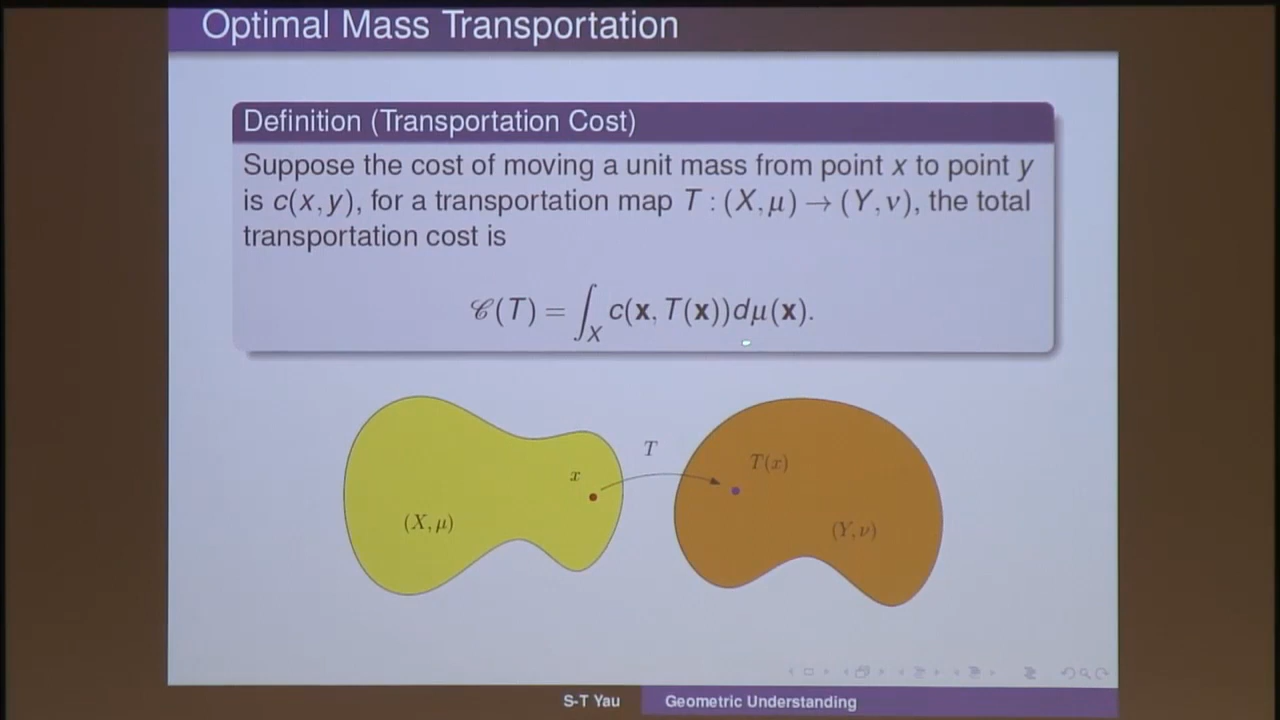 Optimal Mass Transportation
Definition (Transportation Cost)
Suppose the cost of moving a unit mass from point x to point y
is c(x, y), for a transportation map T : (X, μ) → (Y, ν), the total
transportation cost is
𝒞(T) = ∫_X c(x, T(x))dμ(x).
T
x
T(x)
(X, μ)
(Y, ν)
S-T Yau
Geometric Understanding